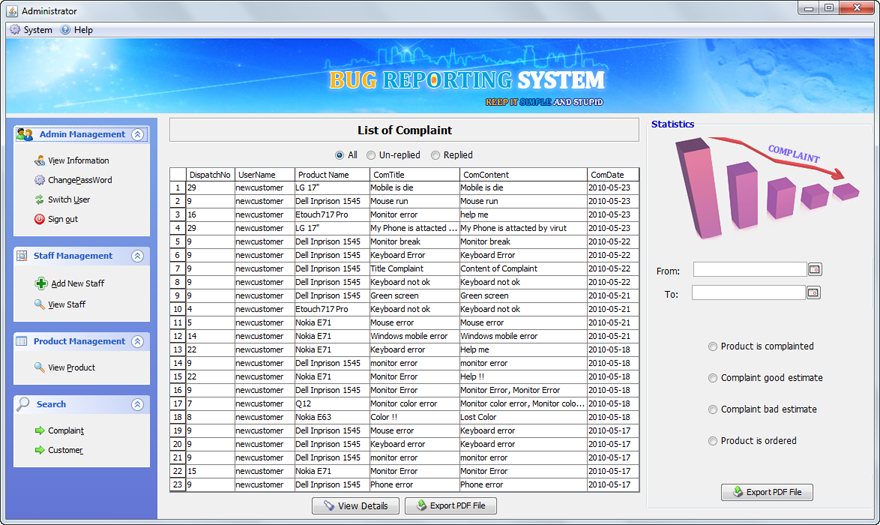 Administrator
System Help
BUG REPORTING SYSTEM
KEEP IT SIMPLE AND STUPID
Admin Management
View Information
ChangePassWord
Switch User
Sign out
Staff Management
Add New Staff
View Staff
Product Management
View Product
Search
Complaint
Customer
List of Complaint
All Un-replied Replied
DispatchNo UserName Product Name ComTitle ComContent ComDate
1 29 newcustomer LG 17" Mobile is die Mobile is die 2010-05-23
2 9 newcustomer Dell Inprison 1545 Mouse run Mouse run 2010-05-23
3 16 newcustomer Etouch717 Pro Monitor error help me 2010-05-23
4 29 newcustomer LG 17" My Phone is attacked ... My Phone is attacked by virut 2010-05-23
5 9 newcustomer Dell Inprison 1545 Monitor break Monitor break 2010-05-22
6 9 newcustomer Dell Inprison 1545 Keyboard Error Keyboard Error 2010-05-22
7 9 newcustomer Dell Inprison 1545 Title Complaint Content of Complaint 2010-05-22
8 9 newcustomer Dell Inprison 1545 Keyboard not ok Keyboard not ok 2010-05-22
9 9 newcustomer Dell Inprison 1545 Green screen Green screen 2010-05-21
10 4 newcustomer Etouch717 Pro Keyboard not ok Keyboard not ok 2010-05-21
11 5 newcustomer Nokia E71 Mouse error Mouse error 2010-05-21
12 14 newcustomer Nokia E71 Windows mobile error Windows mobile error 2010-05-21
13 22 newcustomer Nokia E71 Keyboard error Help me 2010-05-18
14 9 newcustomer Dell Inprison 1545 monitor error monitor error 2010-05-18
15 22 newcustomer Nokia E71 Monitor Error Help !! 2010-05-18
16 9 newcustomer Dell Inprison 1545 Monitor Error Monitor Error, Monitor Error 2010-05-18
17 7 newcustomer Q12 Monitor color error Monitor color error, Monitor colo... 2010-05-18
18 8 newcustomer Nokia E63 Color !! Lost Color 2010-05-18
19 9 newcustomer Dell Inprison 1545 Mouse error Keyboard error 2010-05-17
20 9 newcustomer Dell Inprison 1545 Keyboard error Keyboard error 2010-05-17
21 9 newcustomer Dell Inprison 1545 monitor error monitor error 2010-05-17
22 15 newcustomer Nokia E71 Monitor Error Monitor Error 2010-05-17
23 9 newcustomer Dell Inprison 1545 Phone error Phone error 2010-05-17
View Details Export PDF File
Statistics
COMPLAINT
From:
To:
Product is complainted
Complaint good estimate
Complaint bad estimate
Product is ordered
Export PDF File